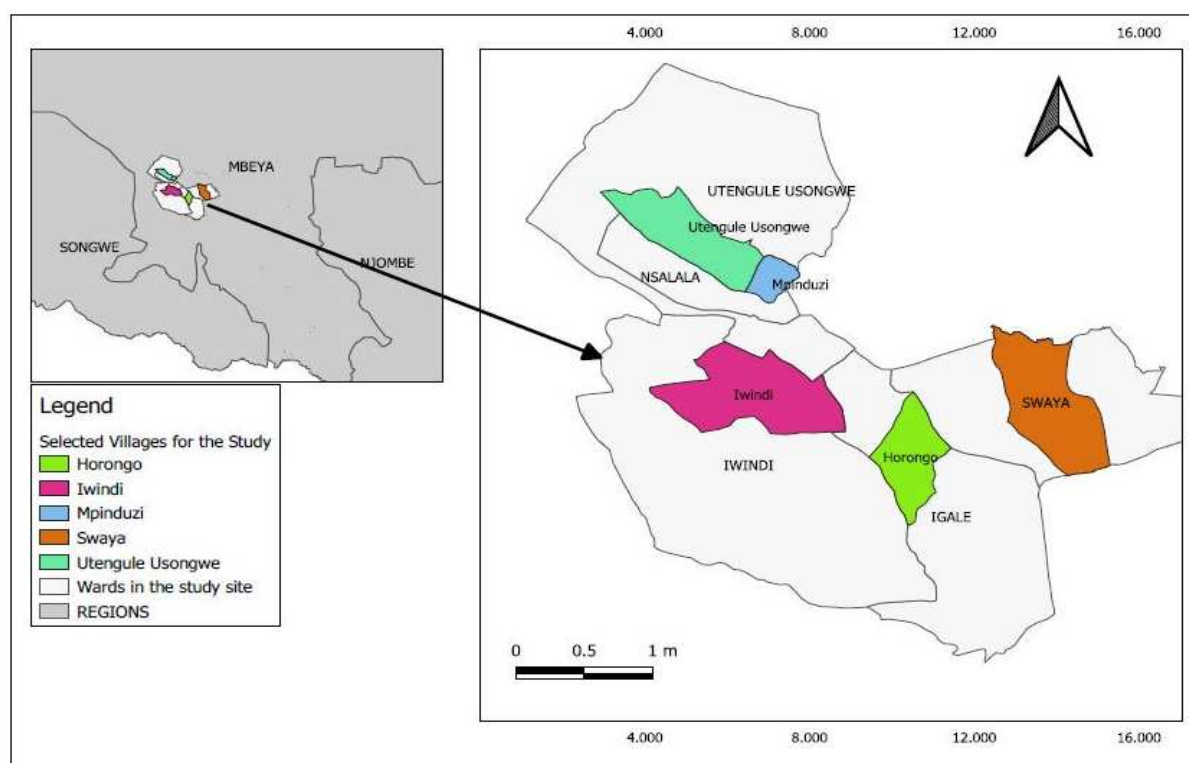 4.000 8.000 12.000 16.000
MBEYA
SONGWE
NJOMBE
UTENGULE USONGWE
Utengule Usongwe
NSALALA
Mpinduzi
Iwindi
SWAYA
Horongo
IWINDI
IGALE
0 0.5 1 m
Legend
Selected Villages for the Study
Horongo
Iwindi
Mpinduzi
Swaya
Utengule Usongwe
Wards in the study site
REGIONS
4.000 8.000 12.000 16.000